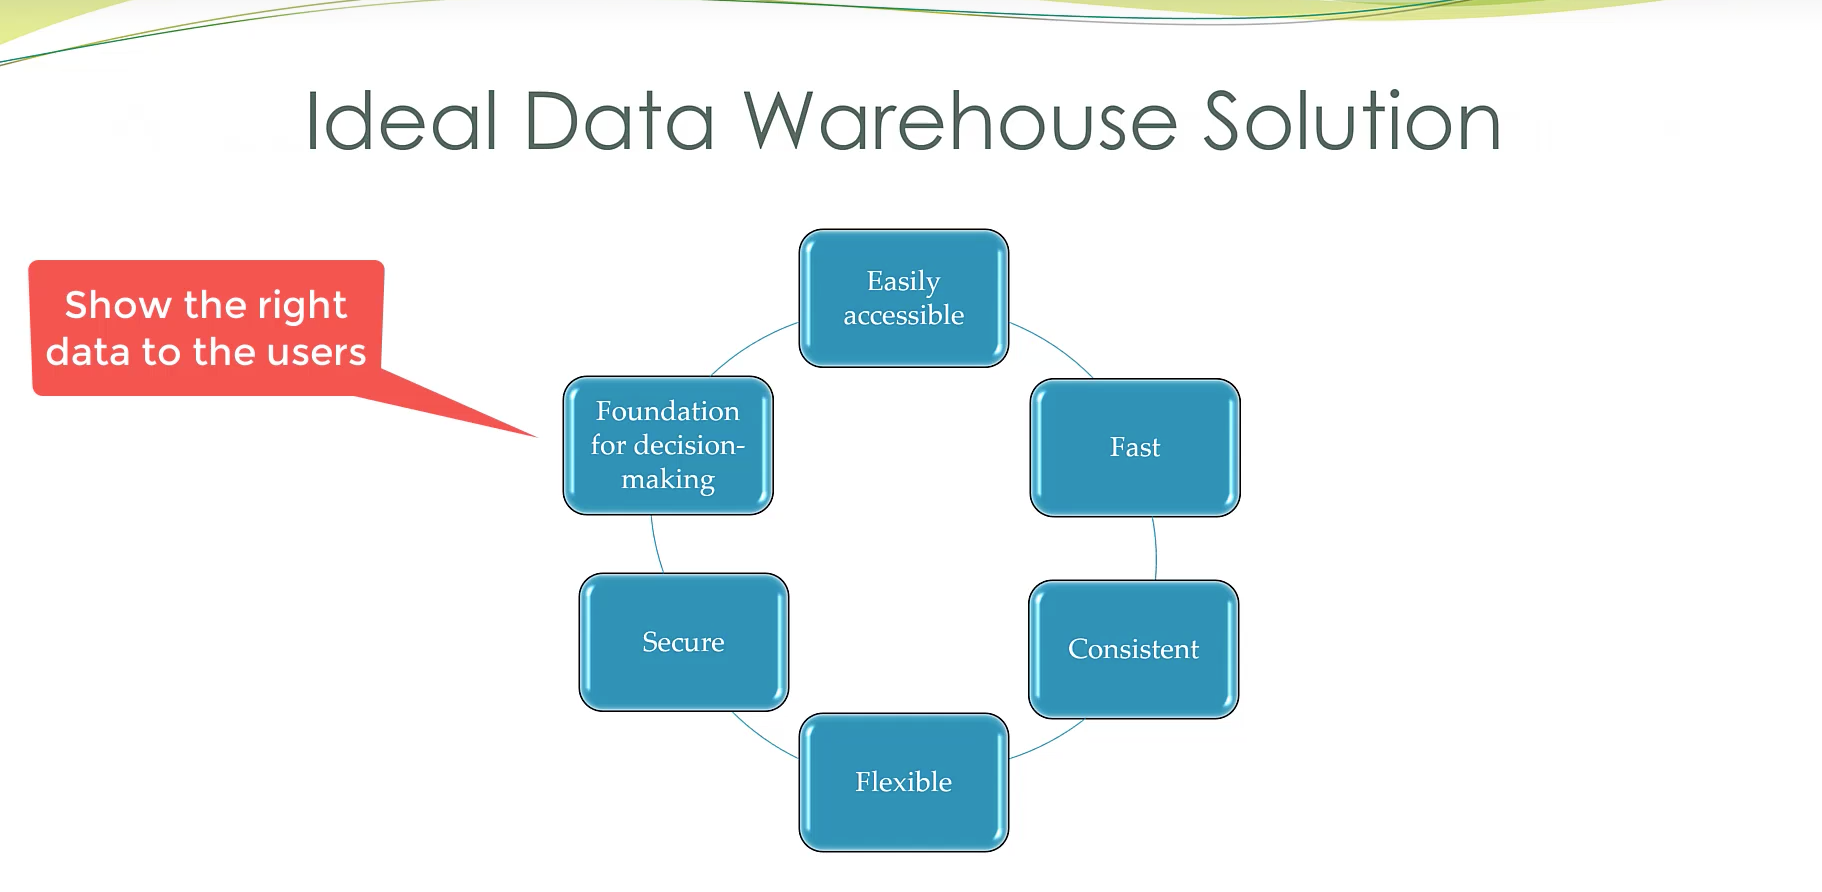 Ideal Data Warehouse Solution
Show the right
data to the users
Easily
accessible
Fast
Consistent
Flexible
Secure
Foundation
for decision-
making